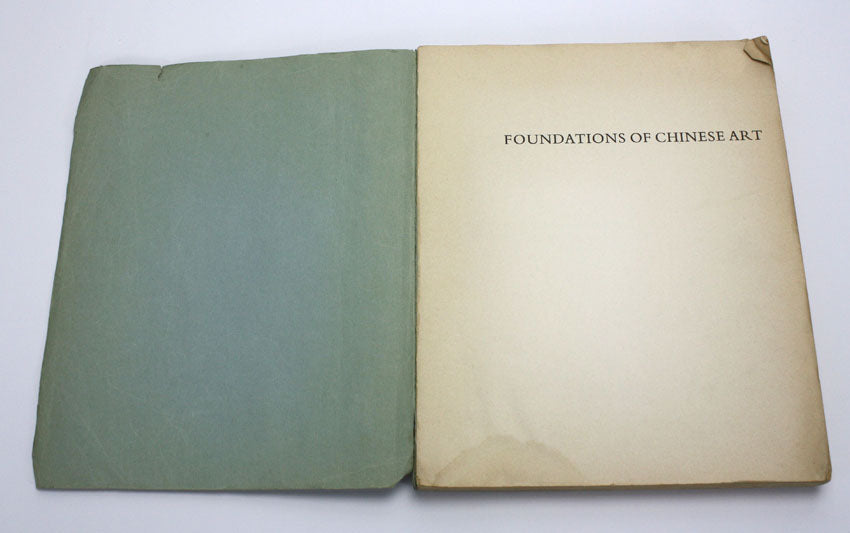 FOUNDATIONS OF CHINESE ART